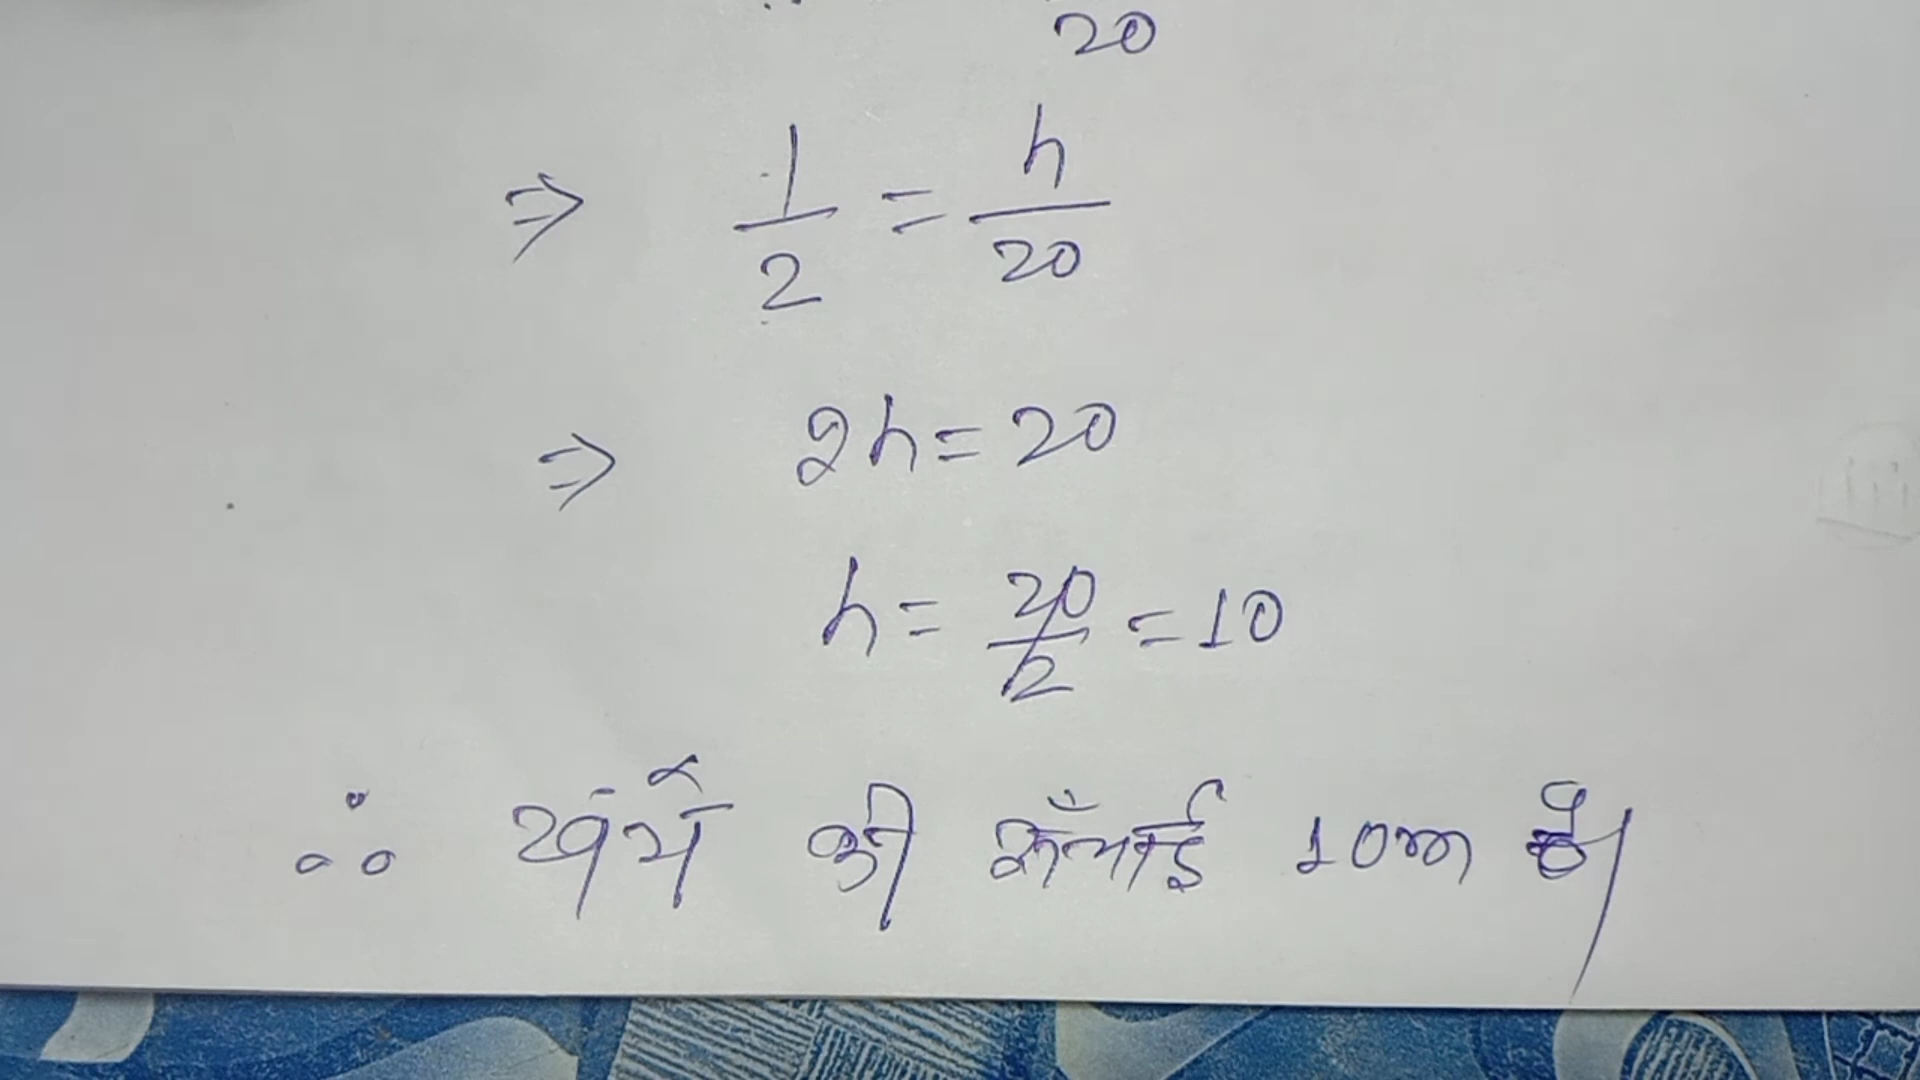 20
⇒ 1/2 = h/20
⇒ 2h = 20
h = 20/2 = 10
∴ खंभे की ऊँचाई 10m है।